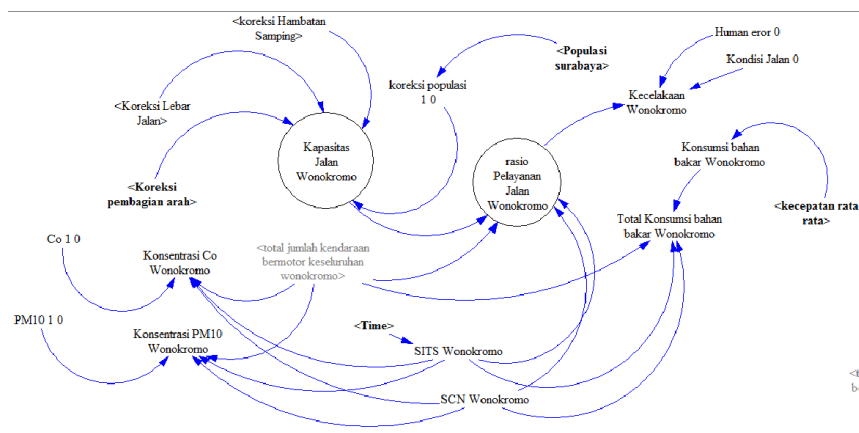 <koreksi Hambatan
Samping>
Human eror 0
<Populasi
surabaya>
Kondisi Jalan 0
koreksi populasi
1 0
<Koreksi Lebar
Jalan>
Kecelakaan
Wonokromo
Kapasitas
Jalan
Wonokromo
rasio
Pelayanan
Jalan
Wonokromo
Konsumsi bahan
bakar Wonokromo
<Koreksi
pembagian arah>
<kecepatan rata
rata>
Total Konsumsi bahan
bakar Wonokromo
Co 1 0
Konsentrasi Co
Wonokromo
<total jumlah kendaraan
bermotor keseluruhan
wonokromo>
PM10 1 0
Konsentrasi PM10
Wonokromo
<Time>
SITS Wonokromo
SCN Wonokromo